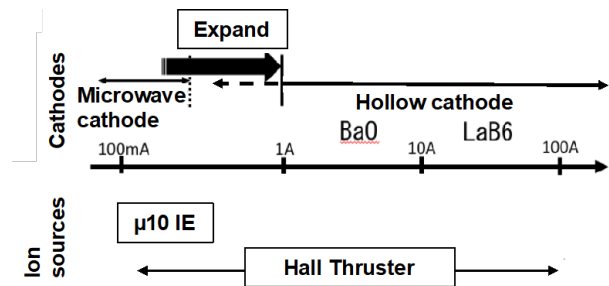 Expand
Cathodes
Microwave
cathode
Hollow cathode
BaO
LaB6
100mA
1A
10A
100A
Ion
sources
μ10 IE
Hall Thruster